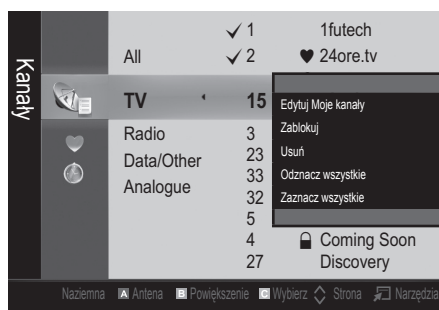 Kanały
✓ 1 1futech
All ✓ 2 ♥ 24ore.tv
TV 15
Radio 3
Data/Other 23
Analogue 33
32
5
4 Coming Soon
27 Discovery
Edytuj Moje kanały
Zablokuj
Usuń
Odznacz wszystkie
Zaznacz wszystkie
Naziemna A Antena B Powiększenie C Wybierz Strona Narzędzia